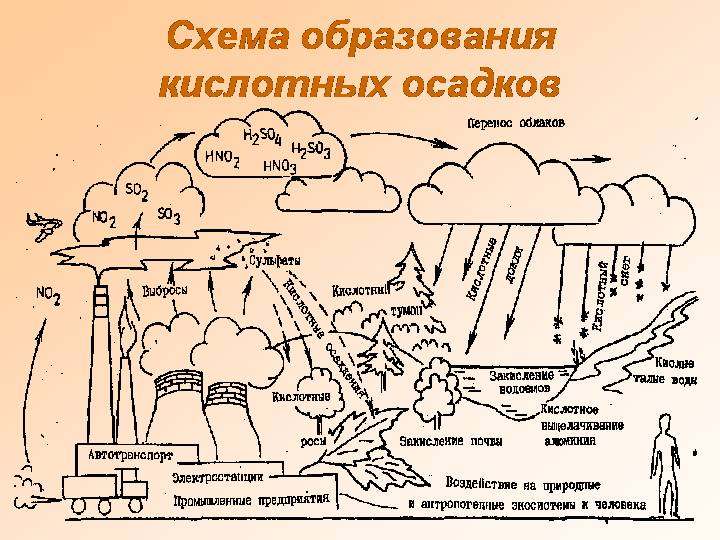 Схема образования
кислотных осадков
Перенос облаков
H2SO4
HNO2
H2SO3
HNO3
SO2
NO2
SO3
Сульфаты
Кислотные
дожди
Кислотный
снег
NO2
Выбросы
Кислотные осаждения
Кислотный
туман
Кислотные
росы
Закисление
водоемов
Кислые
талые воды
Кислотное
выщелачивание
алюминия
Закисление почвы
Автотранспорт
Электростанции
Промышленные предприятия
Воздействие на природные
и антропогенные экосистемы и человека